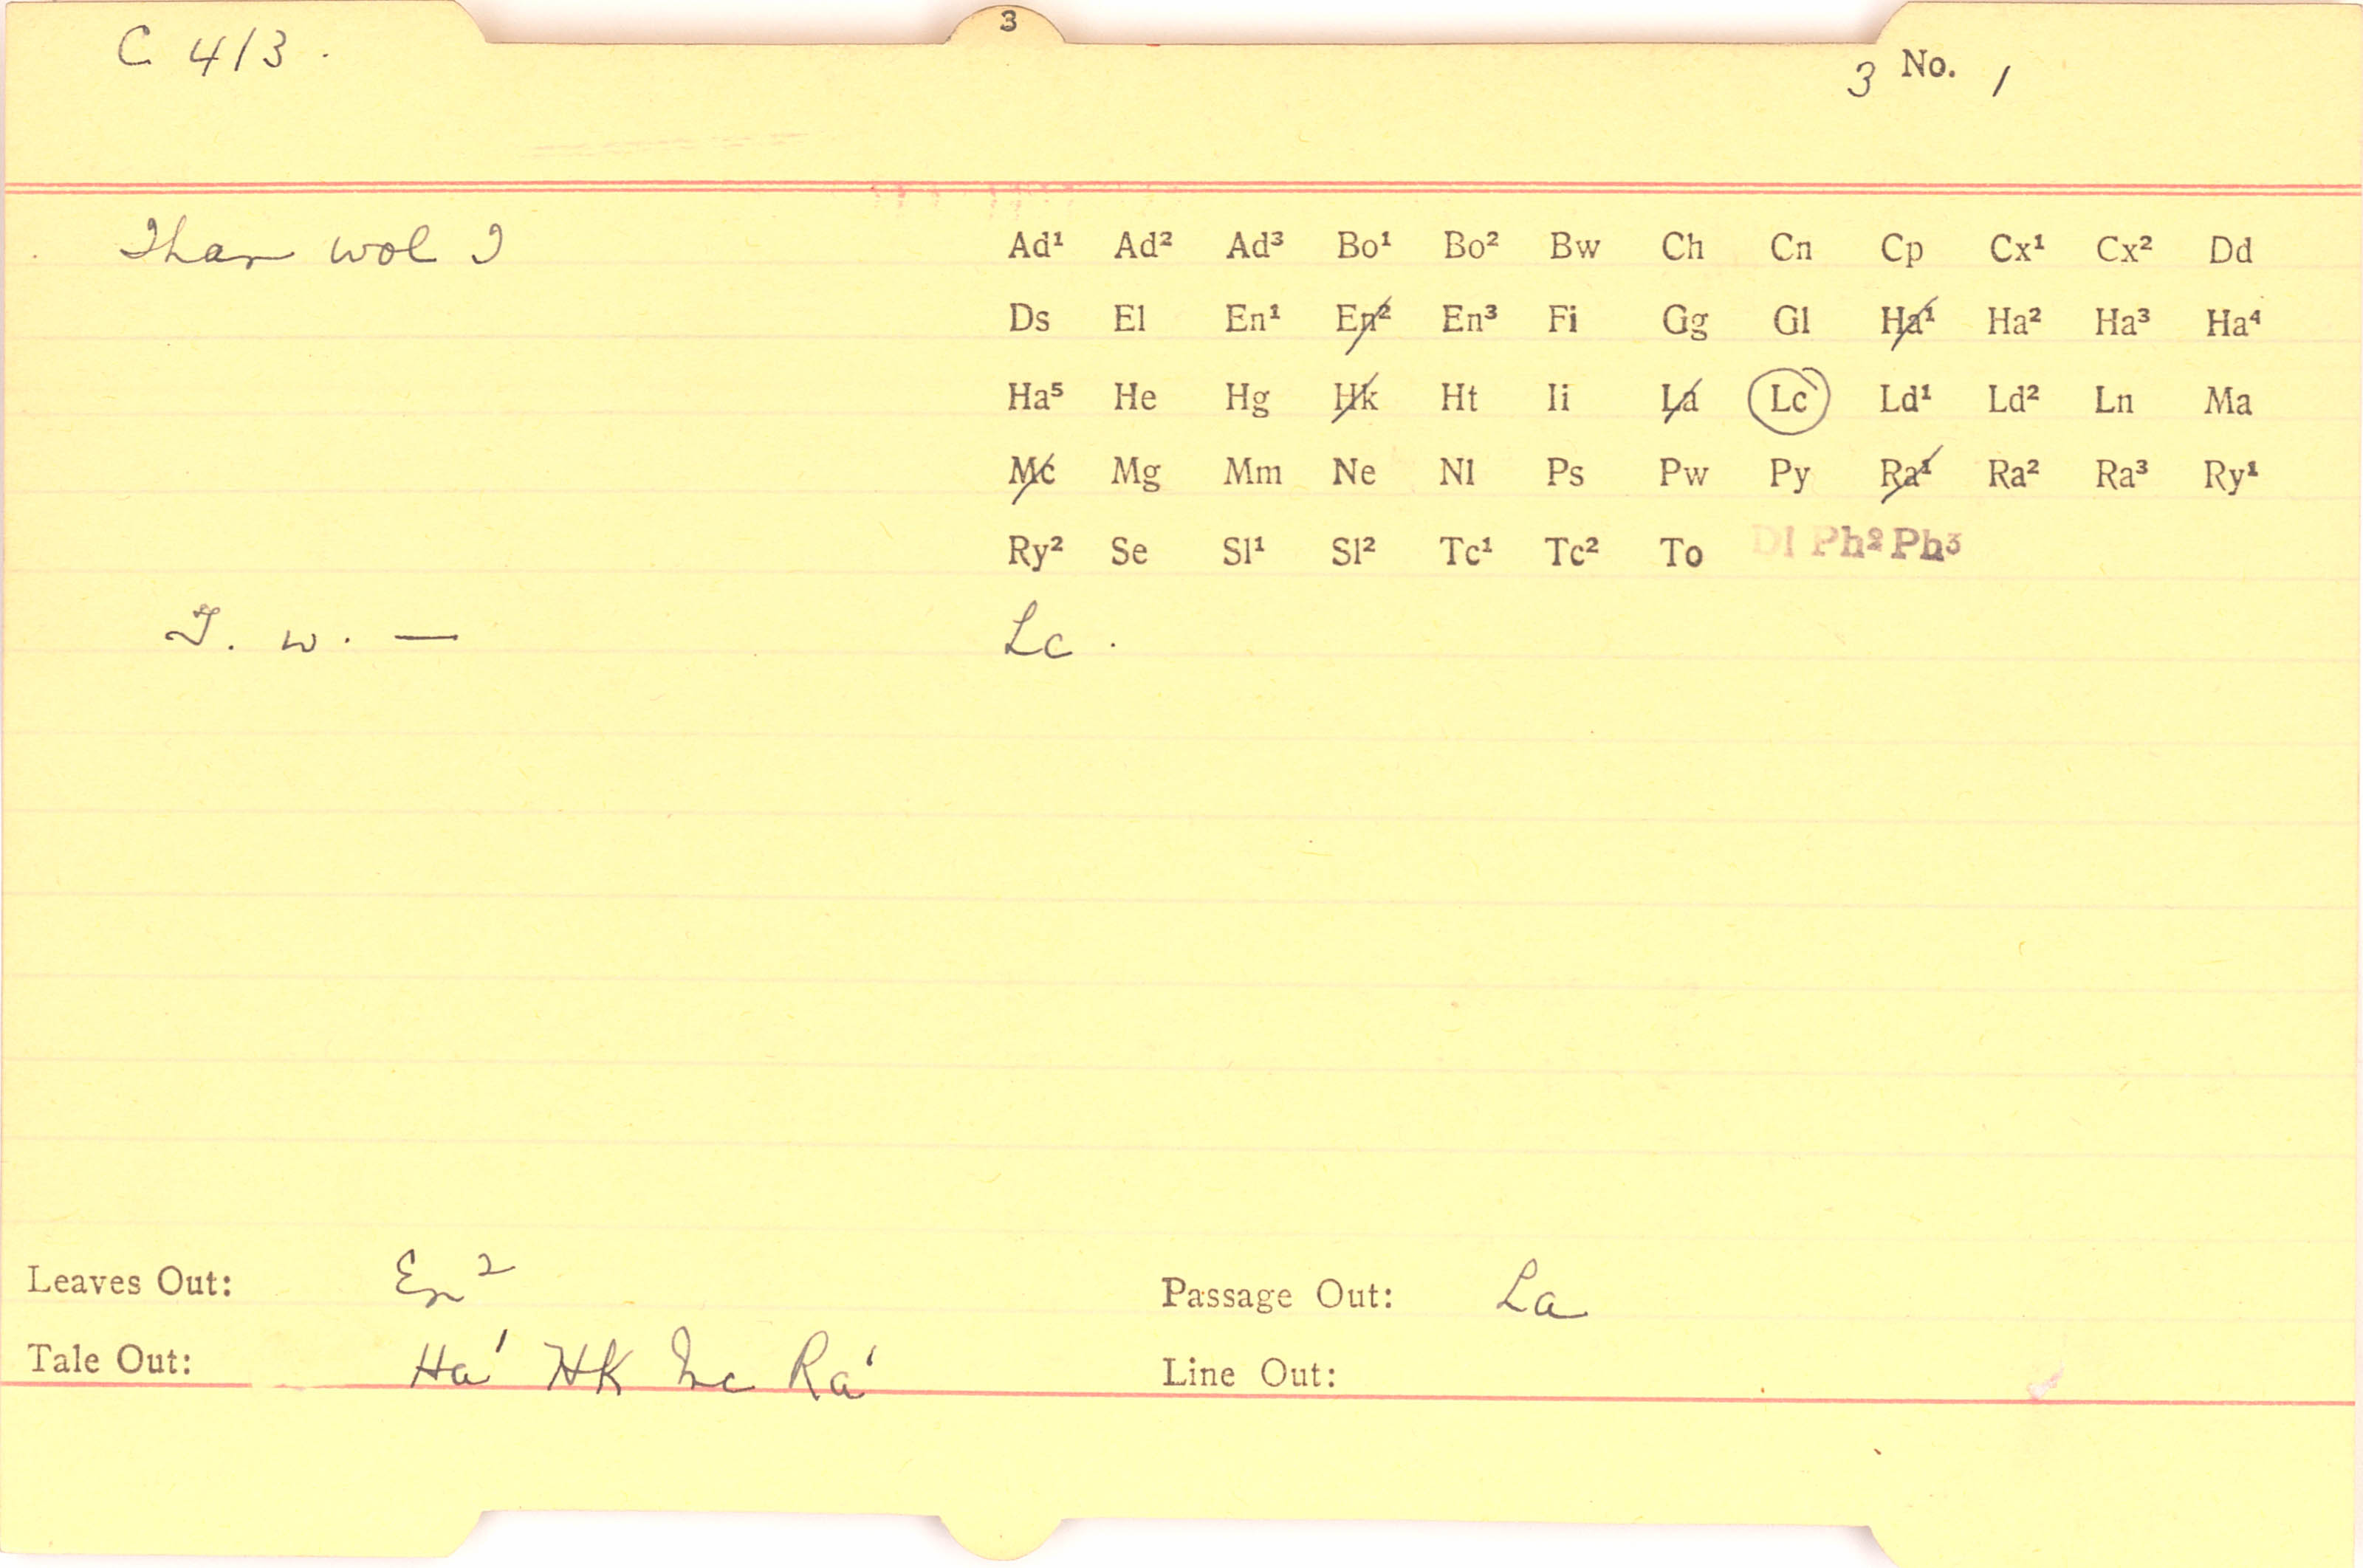 3
C 413.
3 No. 1
Than wol I
Ad¹ Ad² Ad³ Bo¹ Bo² Bw Ch Cn Cp Cx¹ Cx² Dd
Ds El En¹ En² En³ Fi Gg Gl Ha¹ Ha² Ha³ Ha⁴
Ha⁵ He Hg Hk Ht Ii La Lc Ld¹ Ld² Ln Ma
Mc Mg Mm Ne Nl Ps Pw Py Ra¹ Ra² Ra³ Ry¹
Ry² Se Sl¹ Sl² Tc¹ Tc² To Dl Ph² Ph³
T. w. — Lc.
Leaves Out: En² Passage Out: La
Tale Out: Ha¹ Hk Mc Ra¹ Line Out: